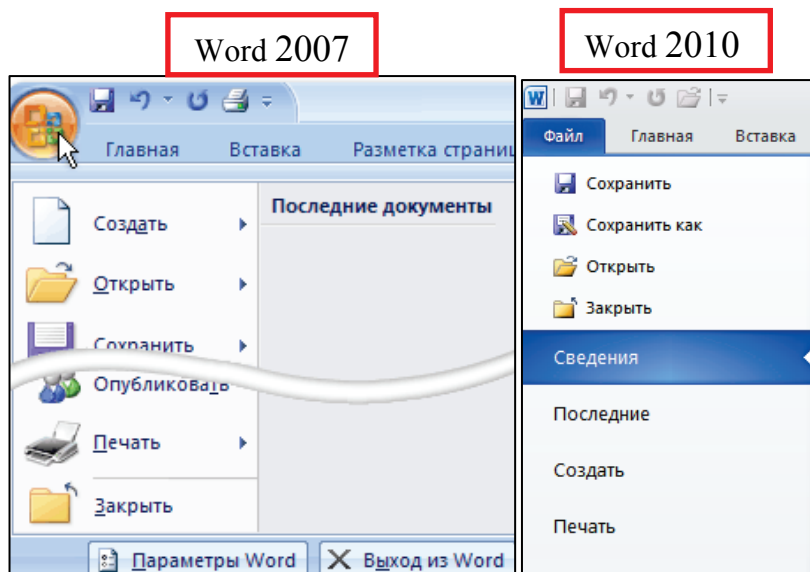 Word 2007
Главная Вставка Разметка страниц
Создать
Последние документы
Открыть
Сохранить
Опубликовать
Печать
Закрыть
Параметры Word
Выход из Word
Word 2010
W
Файл Главная Вставка
Сохранить
Сохранить как
Открыть
Закрыть
Сведения
Последние
Создать
Печать